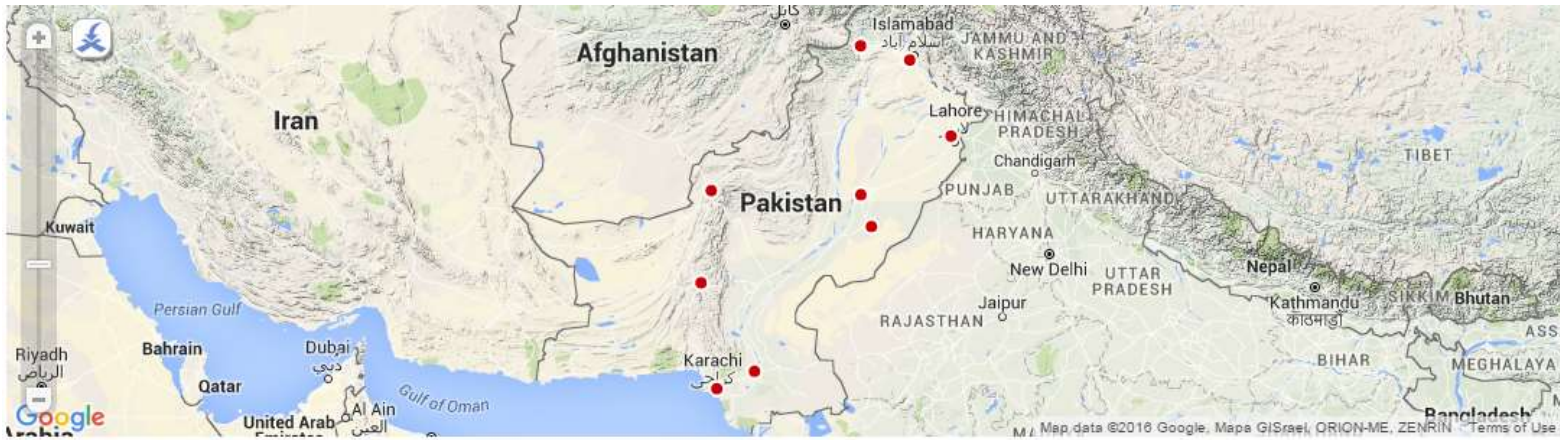 كابل
Islamabad
اسلام آباد
JAMMU AND
KASHMIR
Afghanistan
Iran
Lahore
HIMACHAL
PRADESH
Chandigarh
TIBET
Pakistan
PUNJAB
UTTARAKHAND
Kuwait
HARYANA
New Delhi
UTTAR
PRADESH
Nepal
Kathmandu
काठमाडौं
SIKKIM
Bhutan
Persian Gulf
Jaipur
RAJASTHAN
ASS
Riyadh
الرياض
Bahrain
Dubai
دبي
Karachi
کراچی
BIHAR
MEGHALAYA
Qatar
Gulf of Oman
Google
United Arab
Emirates
Al Ain
العين
Bangladesh
Map data ©2016 Google, Mapa GISrael, ORION-ME, ZENRIN
Terms of Use